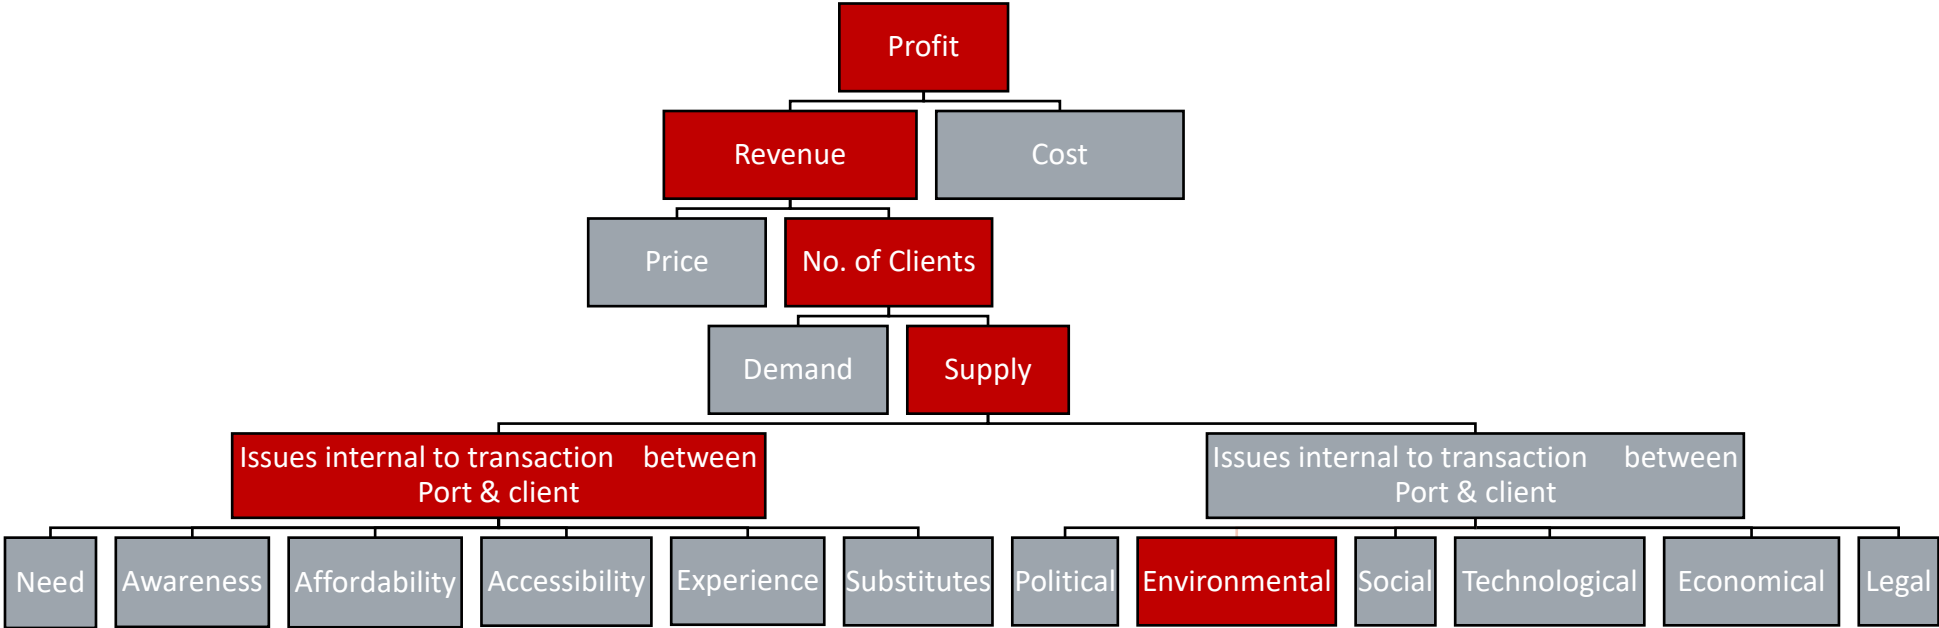 Profit
Revenue
Cost
Price
No. of Clients
Demand
Supply
Issues internal to transaction between
Port & client
Issues internal to transaction between
Port & client
Need
Awareness
Affordability
Accessibility
Experience
Substitutes
Political
Environmental
Social
Technological
Economical
Legal